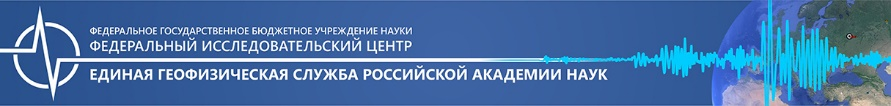 ФЕДЕРАЛЬНОЕ ГОСУДАРСТВЕННОЕ БЮДЖЕТНОЕ УЧРЕЖДЕНИЕ НАУКИ
ФЕДЕРАЛЬНЫЙ ИССЛЕДОВАТЕЛЬСКИЙ ЦЕНТР
ЕДИНАЯ ГЕОФИЗИЧЕСКАЯ СЛУЖБА РОССИЙСКОЙ АКАДЕМИИ НАУК